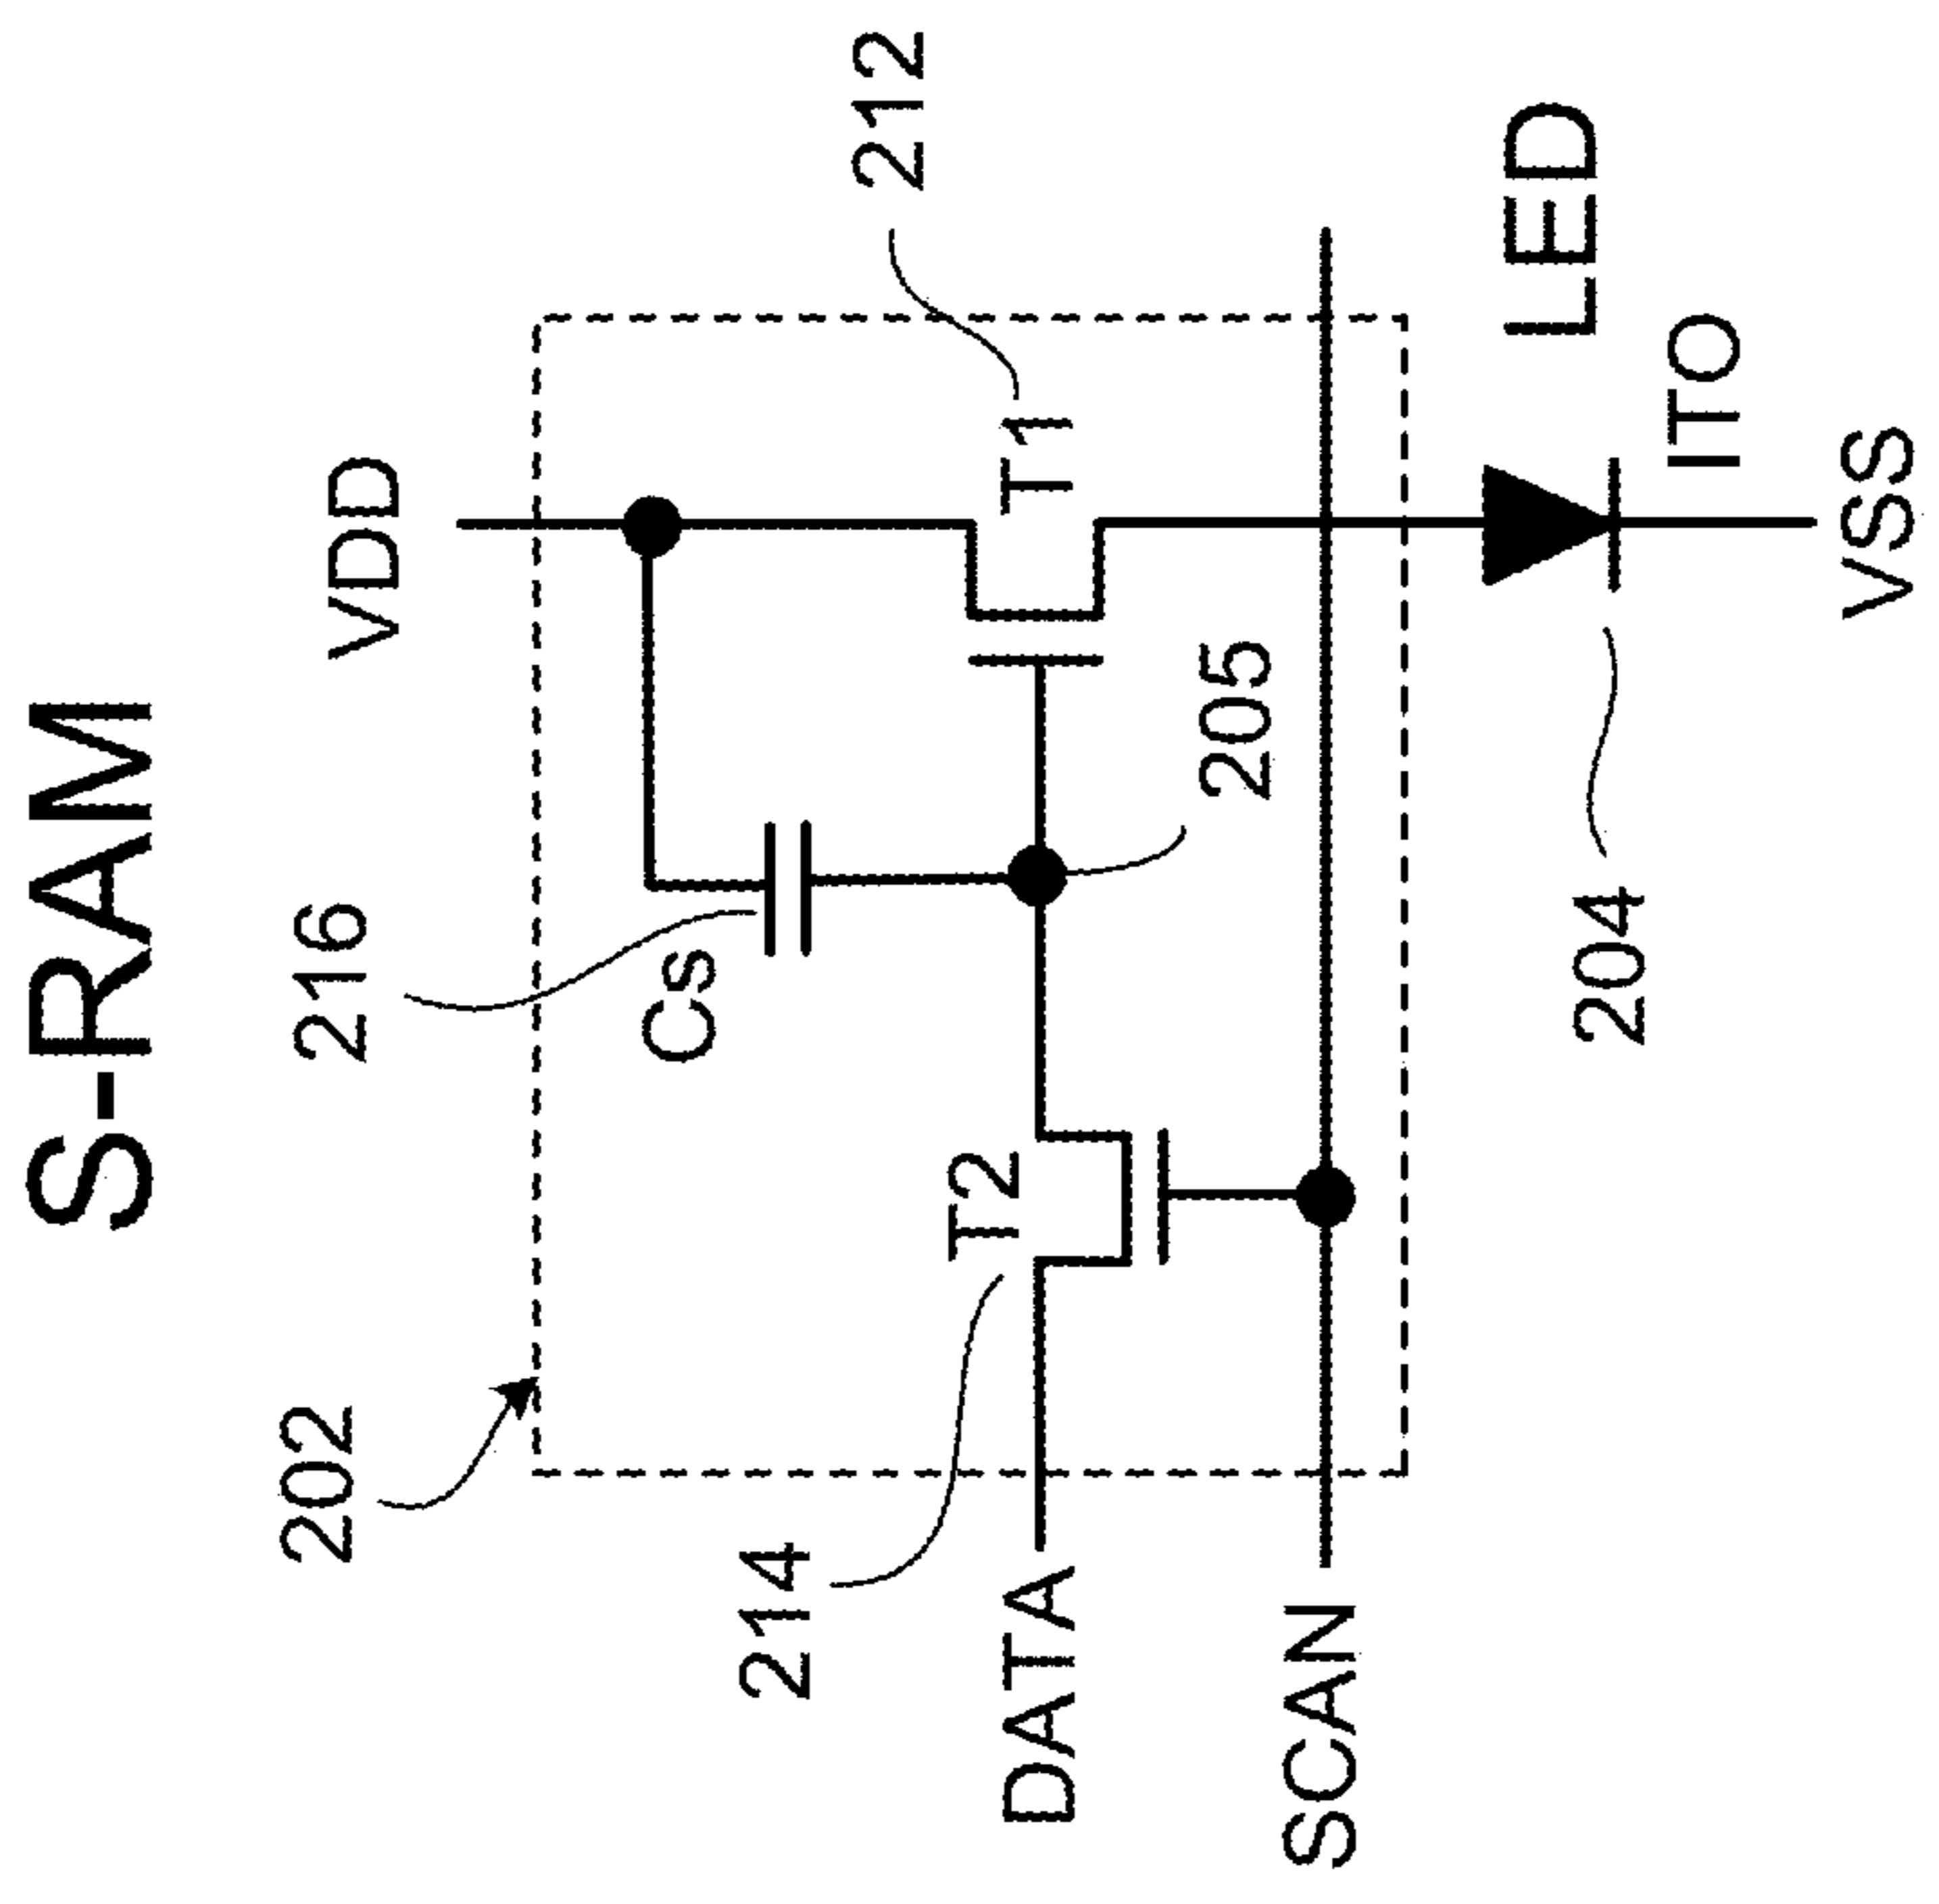 S-RAM
202
216
VDD
214
Cs
212
T2
T1
DATA
205
SCAN
204
LED
ITO
VSS